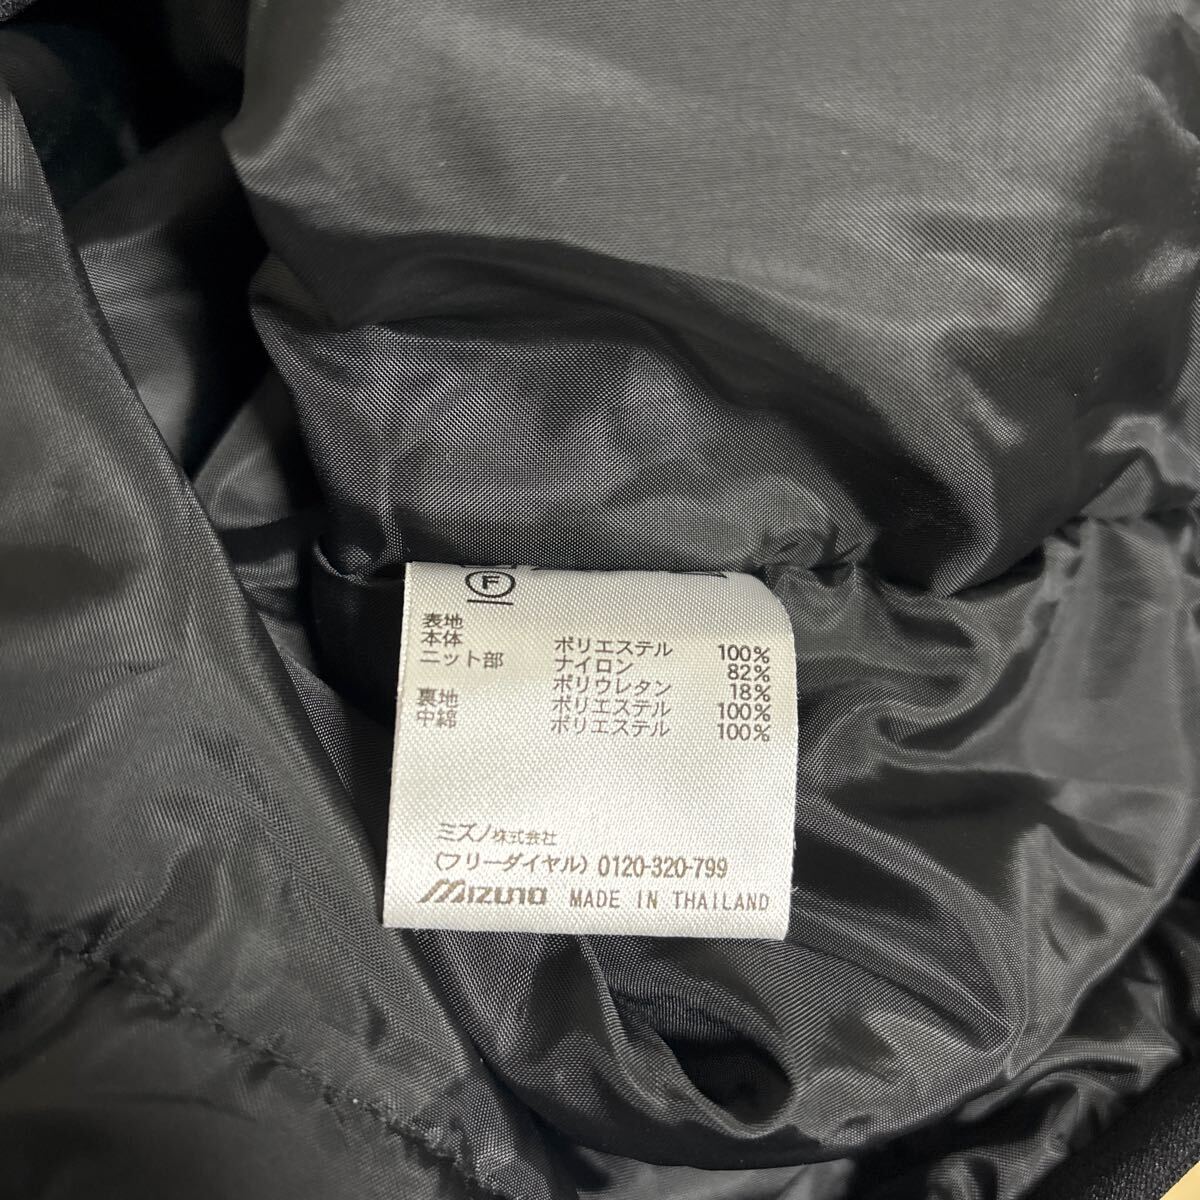 F
表地
本体 ポリエステル 100%
ニット部 ナイロン 82%
ポリウレタン 18%
裏地 ポリエステル 100%
中綿 ポリエステル 100%
ミズノ株式会社
(フリーダイヤル) 0120-320-799
mizuno MADE IN THAILAND